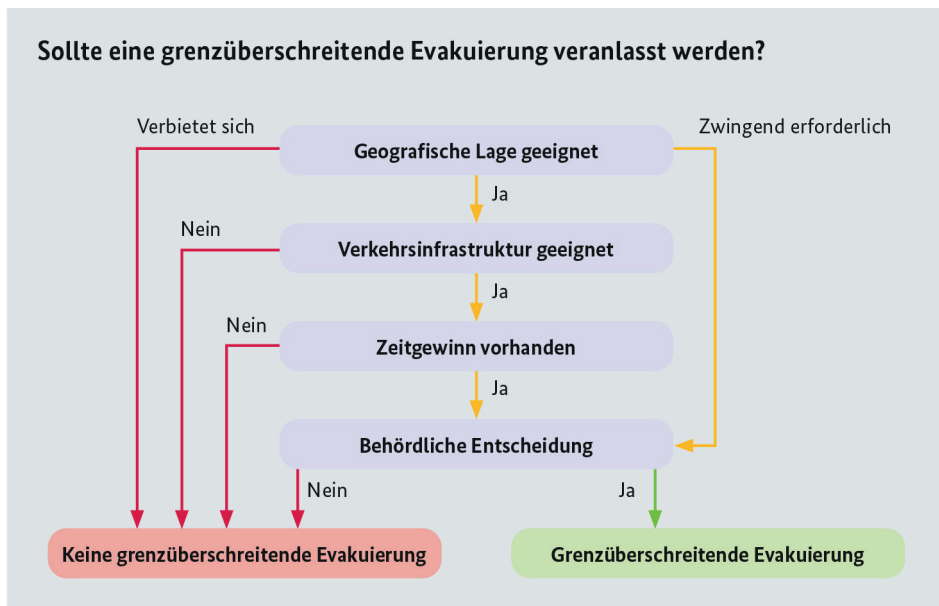 Sollte eine grenzüberschreitende Evakuierung veranlasst werden?
Verbietet sich
Zwingend erforderlich
Geografische Lage geeignet
Ja
Nein
Verkehrsinfrastruktur geeignet
Ja
Nein
Zeitgewinn vorhanden
Ja
Behördliche Entscheidung
Nein
Ja
Keine grenzüberschreitende Evakuierung
Grenzüberschreitende Evakuierung